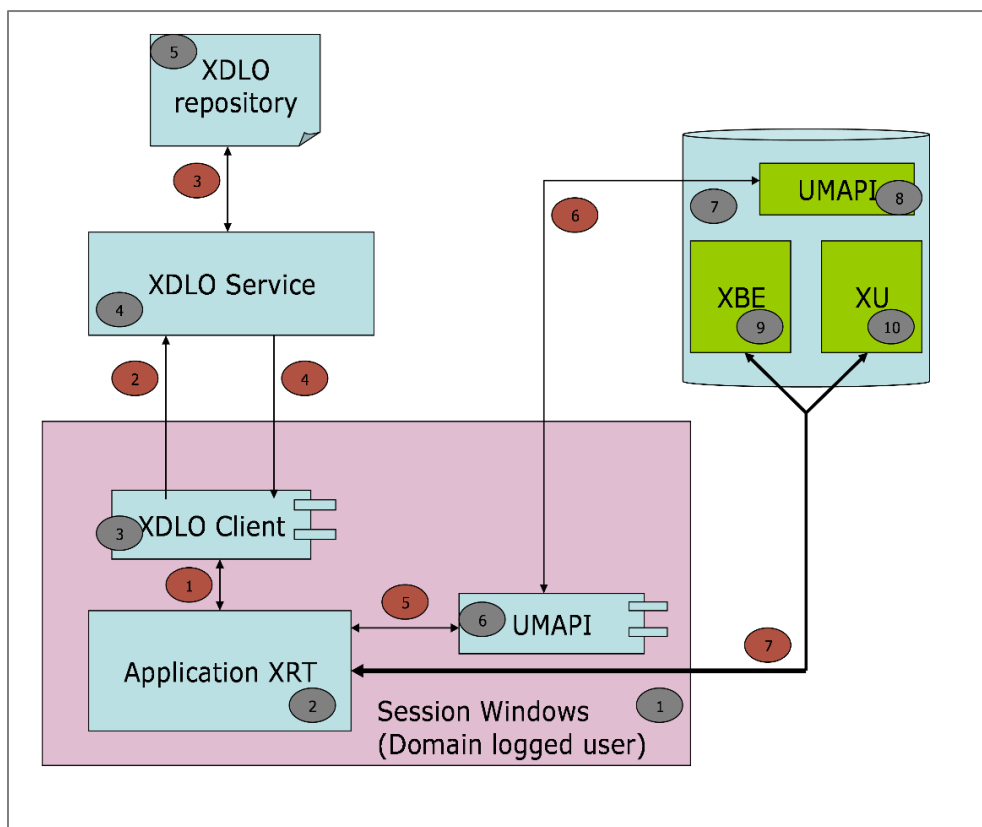 5
XDLO
repository
3
6
UMAPI
7
8
XDLO Service
4
XBE
9
XU
10
2
4
XDLO Client
3
1
5
6
UMAPI
7
Application XRT
2
Session Windows
(Domain logged user)
1